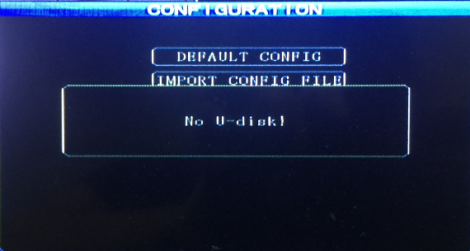 CONFIGURATION
DEFAULT CONFIG
IMPORT CONFIG FILE
No U-disk!